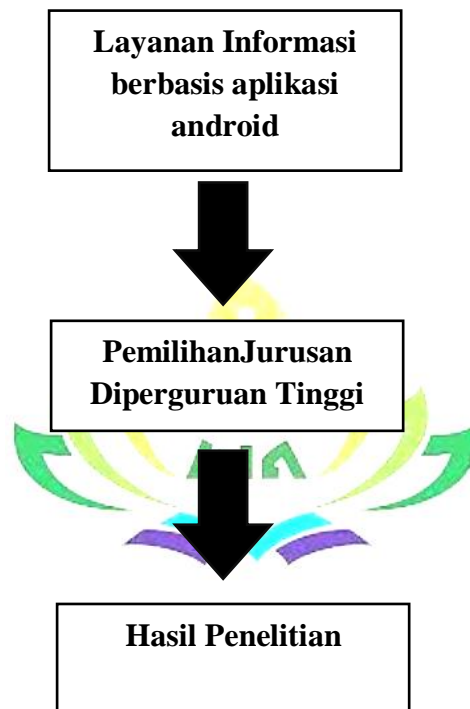 Layanan Informasi
berbasis aplikasi
android
PemilihanJurusan
Diperguruan Tinggi
Hasil Penelitian